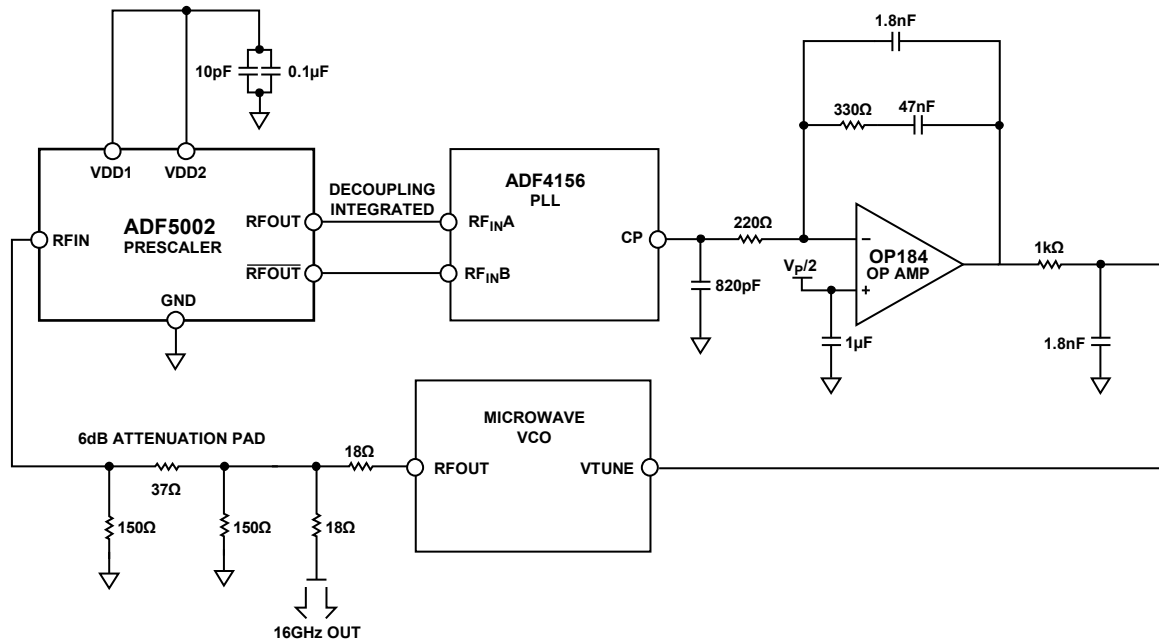 1.8nF
10pF
0.1µF
330Ω
47nF
VDD1
VDD2
ADF5002
PRESCALER
RFIN
RFOUT
R̅F̅O̅U̅T̅
GND
DECOUPLING
INTEGRATED
ADF4156
PLL
RFINA
RFINB
CP
220Ω
820pF
VP/2
−
+
OP184
OP AMP
1µF
1kΩ
1.8nF
MICROWAVE
VCO
RFOUT
VTUNE
6dB ATTENUATION PAD
18Ω
37Ω
150Ω
150Ω
18Ω
16GHz OUT